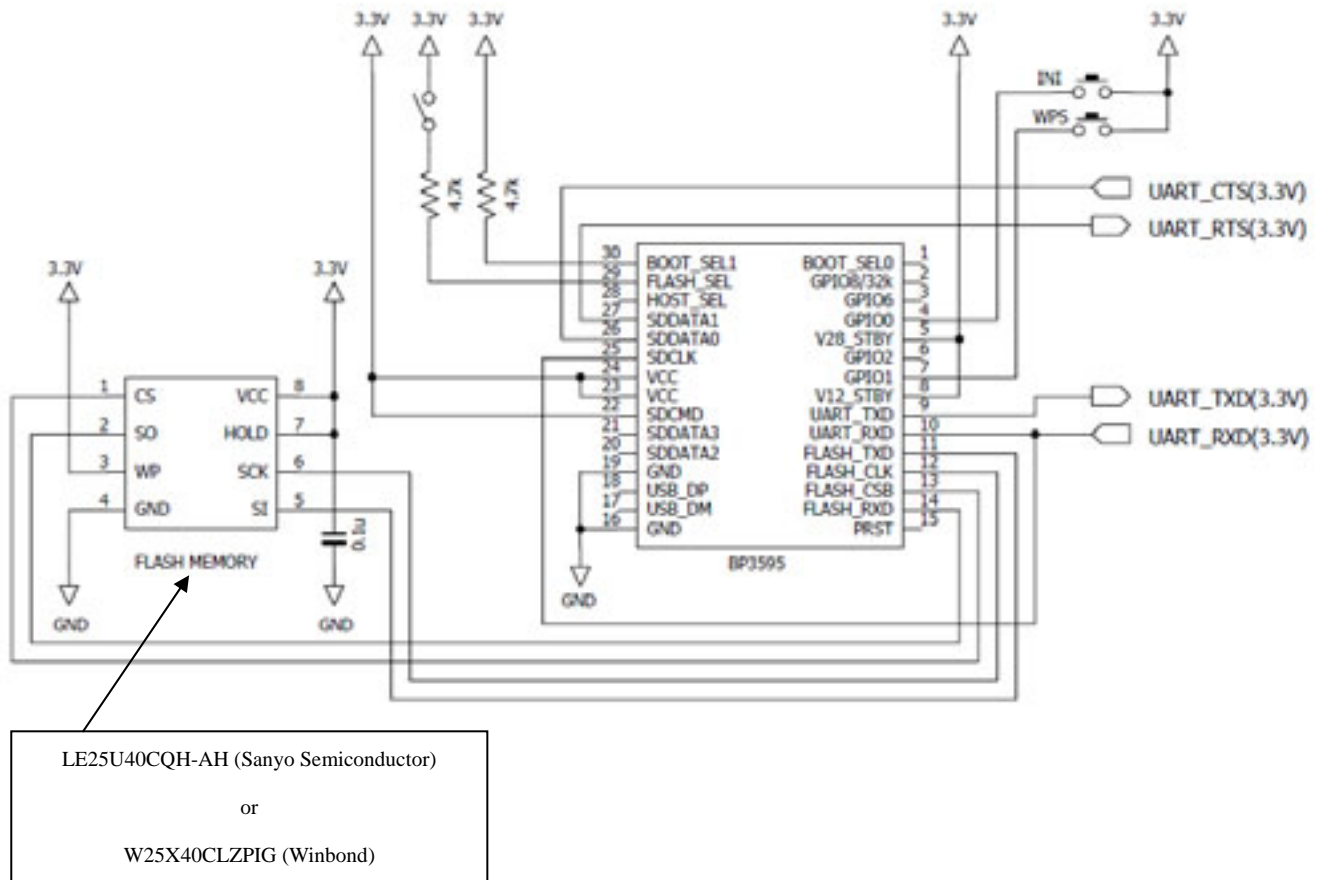 3.3V 3.3V 3.3V 3.3V 3.3V
INI
WPS
4.7k 4.7k
UART_CTS(3.3V)
UART_RTS(3.3V)
3.3V 3.3V
30 BOOT_SEL1
29 FLASH_SEL
28 HOST_SEL
27 SDDATA1
26 SDDATA0
25 SDCLK
24 VCC
23 VCC
22 SDCMD
21 SDDATA3
20 SDDATA2
19 GND
18 USB_DP
17 USB_DM
16 GND
BOOT_SEL0 1
GPIO8/32k 2
GPIO6 3
GPIO0 4
V28_STBY 5
GPIO2 6
GPIO1 7
V12_STBY 8
UART_TXD 9
UART_RXD 10
FLASH_TXD 11
FLASH_CLK 12
FLASH_CSB 13
FLASH_RXD 14
PRST 15
BP3595
GND
UART_TXD(3.3V)
UART_RXD(3.3V)
1 CS VCC 8
2 SO HOLD 7
3 WP SCK 6
4 GND SI 5
0.1u
FLASH MEMORY
GND GND
LE25U40CQH-AH (Sanyo Semiconductor)
or
W25X40CLZPIG (Winbond)